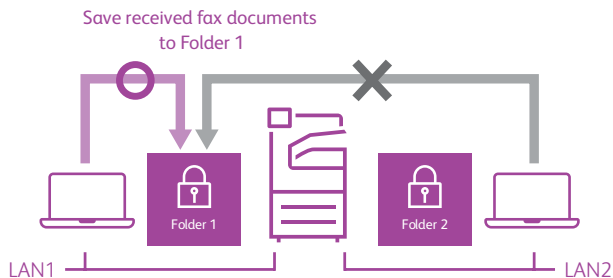 Save received fax documents
to Folder 1
Folder 1
Folder 2
LAN1
LAN2